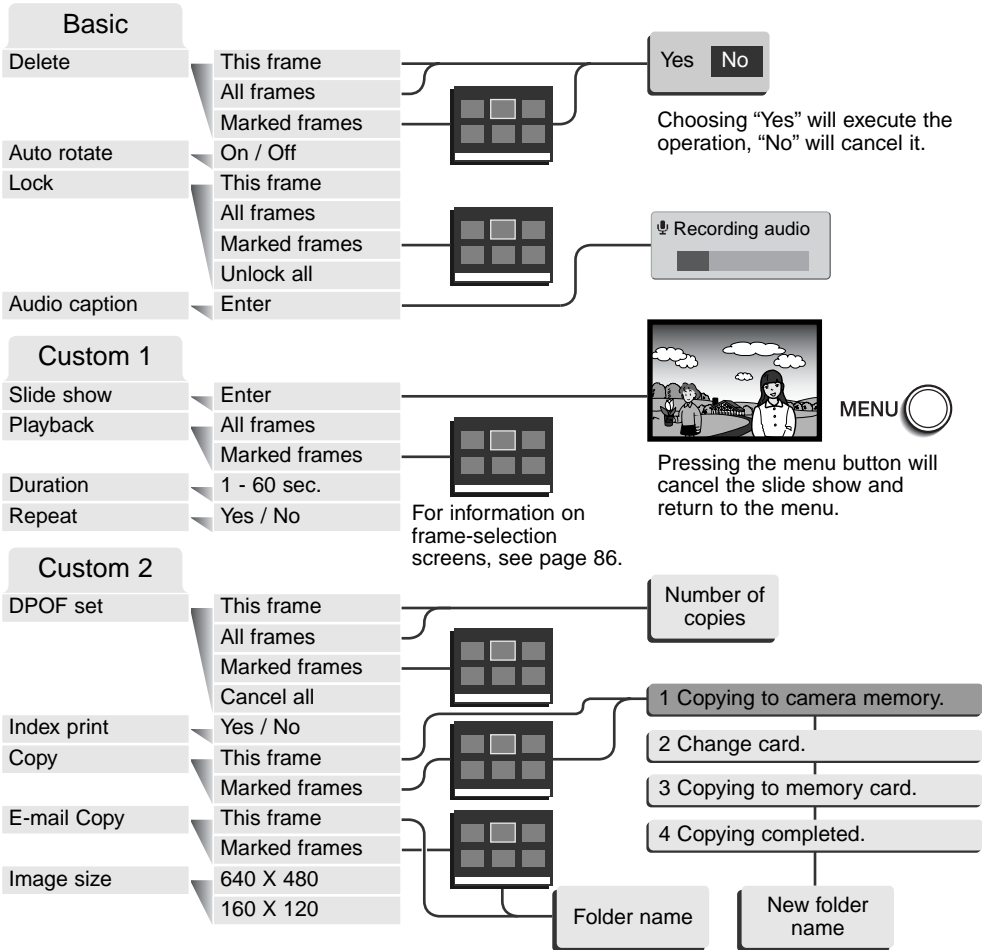 Basic
Delete
This frame
All frames
Marked frames
Yes No
Choosing “Yes” will execute the
operation, “No” will cancel it.
Auto rotate
On / Off
Lock
This frame
All frames
Marked frames
Unlock all
Recording audio
Audio caption
Enter
Custom 1
Slide show
Enter
MENU
Playback
All frames
Marked frames
Pressing the menu button will
cancel the slide show and
return to the menu.
Duration
1 - 60 sec.
Repeat
Yes / No
For information on
frame-selection
screens, see page 86.
Custom 2
DPOF set
This frame
All frames
Marked frames
Cancel all
Number of
copies
Index print
Yes / No
Copy
This frame
Marked frames
1 Copying to camera memory.
2 Change card.
3 Copying to memory card.
4 Copying completed.
E-mail Copy
This frame
Marked frames
Image size
640 X 480
160 X 120
Folder name
New folder
name